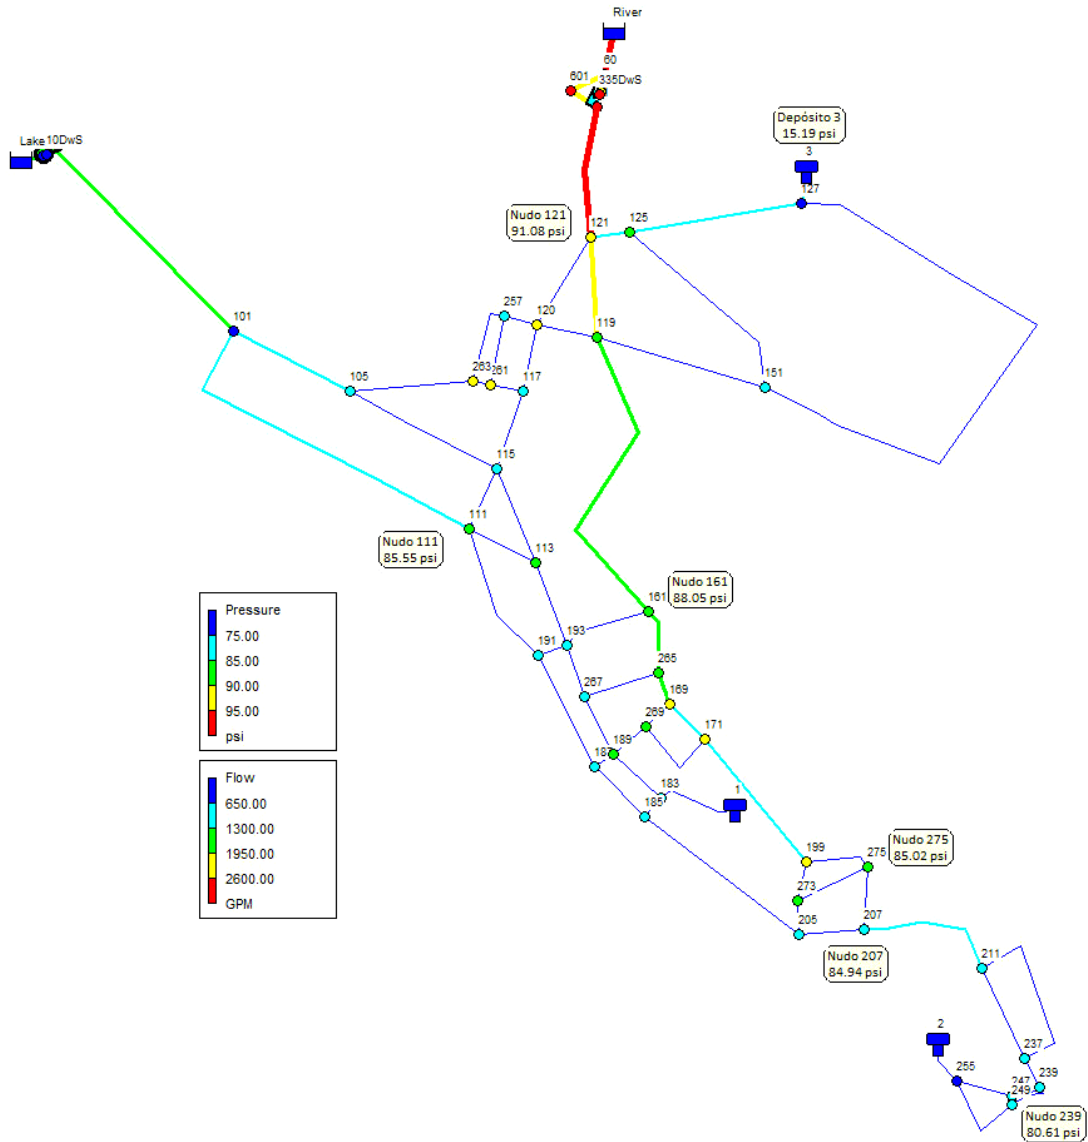 River
60
601
335DwS
Depósito 3
15.19 psi
3
Lake
10DwS
127
Nudo 121
91.08 psi
121
125
257
120
119
101
263
261
117
105
151
115
111
Nudo 111
85.55 psi
113
Nudo 161
88.05 psi
161
193
191
265
267
169
269
171
189
187
183
185
1
Pressure
75.00
85.00
90.00
95.00
psi
Flow
650.00
1300.00
1950.00
2600.00
GPM
199
275
Nudo 275
85.02 psi
273
205
207
Nudo 207
84.94 psi
211
2
237
255
247
239
249
Nudo 239
80.61 psi